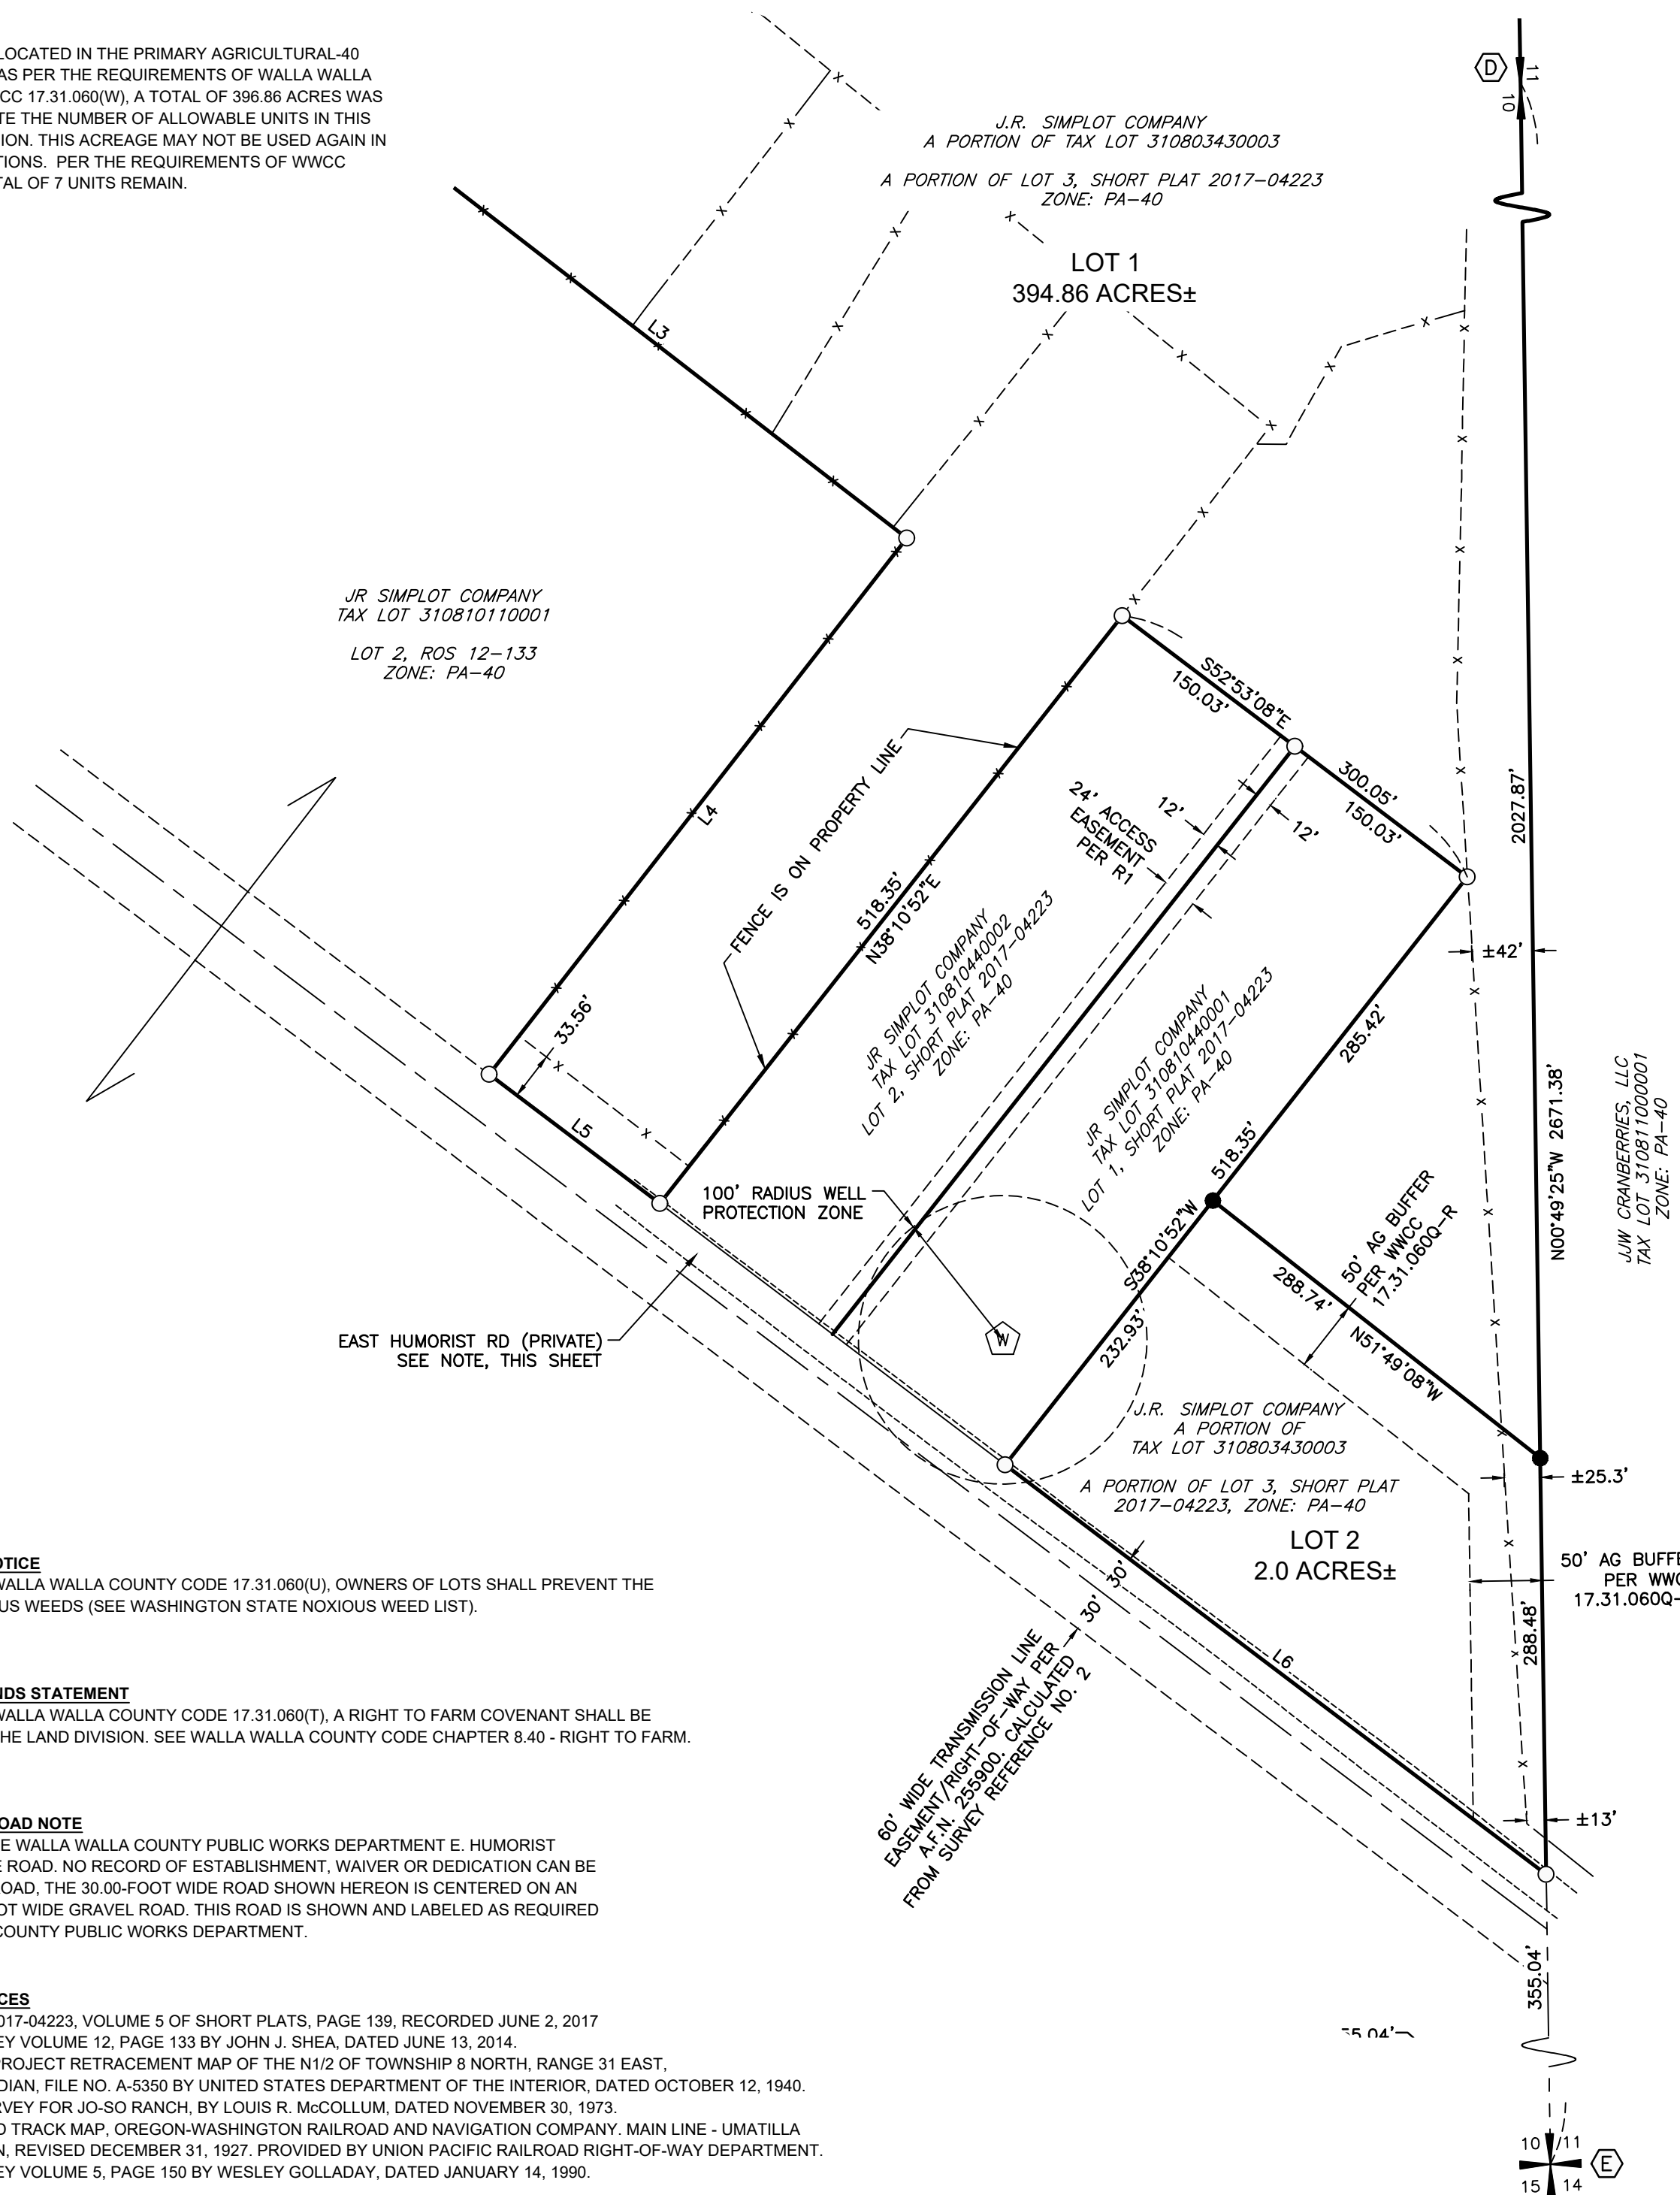 LOCATED IN THE PRIMARY AGRICULTURAL-40
AS PER THE REQUIREMENTS OF WALLA WALLA
CC 17.31.060(W), A TOTAL OF 396.86 ACRES WAS
TE THE NUMBER OF ALLOWABLE UNITS IN THIS
ION. THIS ACREAGE MAY NOT BE USED AGAIN IN
TIONS. PER THE REQUIREMENTS OF WWCC
TAL OF 7 UNITS REMAIN.
D
11
10
J.R. SIMPLOT COMPANY
A PORTION OF TAX LOT 310803430003
A PORTION OF LOT 3, SHORT PLAT 2017-04223
ZONE: PA-40
LOT 1
394.86 ACRES±
L3
JR SIMPLOT COMPANY
TAX LOT 310810110001
LOT 2, ROS 12-133
ZONE: PA-40
L4
FENCE IS ON PROPERTY LINE
518.35'
N38°10'52"E
S52°53'08"E
150.03'
300.05'
150.03'
24' ACCESS
EASEMENT
PER R1
12'
12'
2027.87'
±42'
JR SIMPLOT COMPANY
TAX LOT 310810440002
LOT 2, SHORT PLAT 2017-04223
ZONE: PA-40
JR SIMPLOT COMPANY
TAX LOT 310810440001
LOT 1, SHORT PLAT 2017-04223
ZONE: PA-40
285.42'
518.35'
N00°49'25"W 2671.38'
JJW CRANBERRIES, LLC
TAX LOT 310811000001
ZONE: PA-40
33.56'
L5
100' RADIUS WELL
PROTECTION ZONE
W
S38°10'52"W
232.93'
50' AG BUFFER
PER WWCC
17.31.060Q-R
288.74'
N51°49'08"W
EAST HUMORIST RD (PRIVATE)
SEE NOTE, THIS SHEET
J.R. SIMPLOT COMPANY
A PORTION OF
TAX LOT 310803430003
A PORTION OF LOT 3, SHORT PLAT
2017-04223, ZONE: PA-40
LOT 2
2.0 ACRES±
±25.3'
50' AG BUFFE
PER WWC
17.31.060Q-
288.48'
30'
30'
L6
60' WIDE TRANSMISSION LINE
EASEMENT/RIGHT-OF-WAY PER
A.F.N. 255900. CALCULATED
FROM SURVEY REFERENCE NO. 2
±13'
OTICE
WALLA WALLA COUNTY CODE 17.31.060(U), OWNERS OF LOTS SHALL PREVENT THE
US WEEDS (SEE WASHINGTON STATE NOXIOUS WEED LIST).
NDS STATEMENT
WALLA WALLA COUNTY CODE 17.31.060(T), A RIGHT TO FARM COVENANT SHALL BE
HE LAND DIVISION. SEE WALLA WALLA COUNTY CODE CHAPTER 8.40 - RIGHT TO FARM.
OAD NOTE
E WALLA WALLA COUNTY PUBLIC WORKS DEPARTMENT E. HUMORIST
E ROAD. NO RECORD OF ESTABLISHMENT, WAIVER OR DEDICATION CAN BE
OAD, THE 30.00-FOOT WIDE ROAD SHOWN HEREON IS CENTERED ON AN
OT WIDE GRAVEL ROAD. THIS ROAD IS SHOWN AND LABELED AS REQUIRED
COUNTY PUBLIC WORKS DEPARTMENT.
355.04'
55.04'
CES
017-04223, VOLUME 5 OF SHORT PLATS, PAGE 139, RECORDED JUNE 2, 2017
EY VOLUME 12, PAGE 133 BY JOHN J. SHEA, DATED JUNE 13, 2014.
PROJECT RETRACEMENT MAP OF THE N1/2 OF TOWNSHIP 8 NORTH, RANGE 31 EAST,
DIAN, FILE NO. A-5350 BY UNITED STATES DEPARTMENT OF THE INTERIOR, DATED OCTOBER 12, 1940.
RVEY FOR JO-SO RANCH, BY LOUIS R. McCOLLUM, DATED NOVEMBER 30, 1973.
D TRACK MAP, OREGON-WASHINGTON RAILROAD AND NAVIGATION COMPANY. MAIN LINE - UMATILLA
N, REVISED DECEMBER 31, 1927. PROVIDED BY UNION PACIFIC RAILROAD RIGHT-OF-WAY DEPARTMENT.
EY VOLUME 5, PAGE 150 BY WESLEY GOLLADAY, DATED JANUARY 14, 1990.
10 11
15 14
E